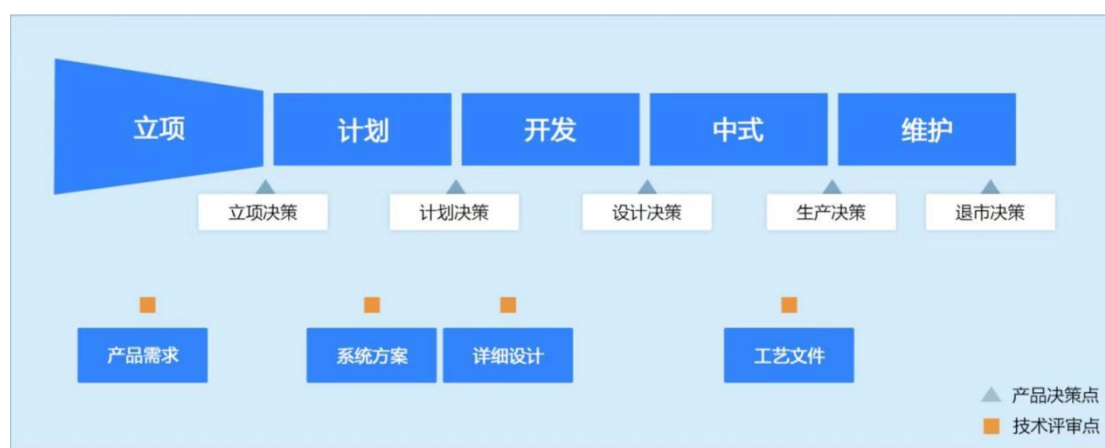 立项
计划
开发
中式
维护
立项决策
计划决策
设计决策
生产决策
退市决策
产品需求
系统方案
详细设计
工艺文件
产品决策点
技术评审点